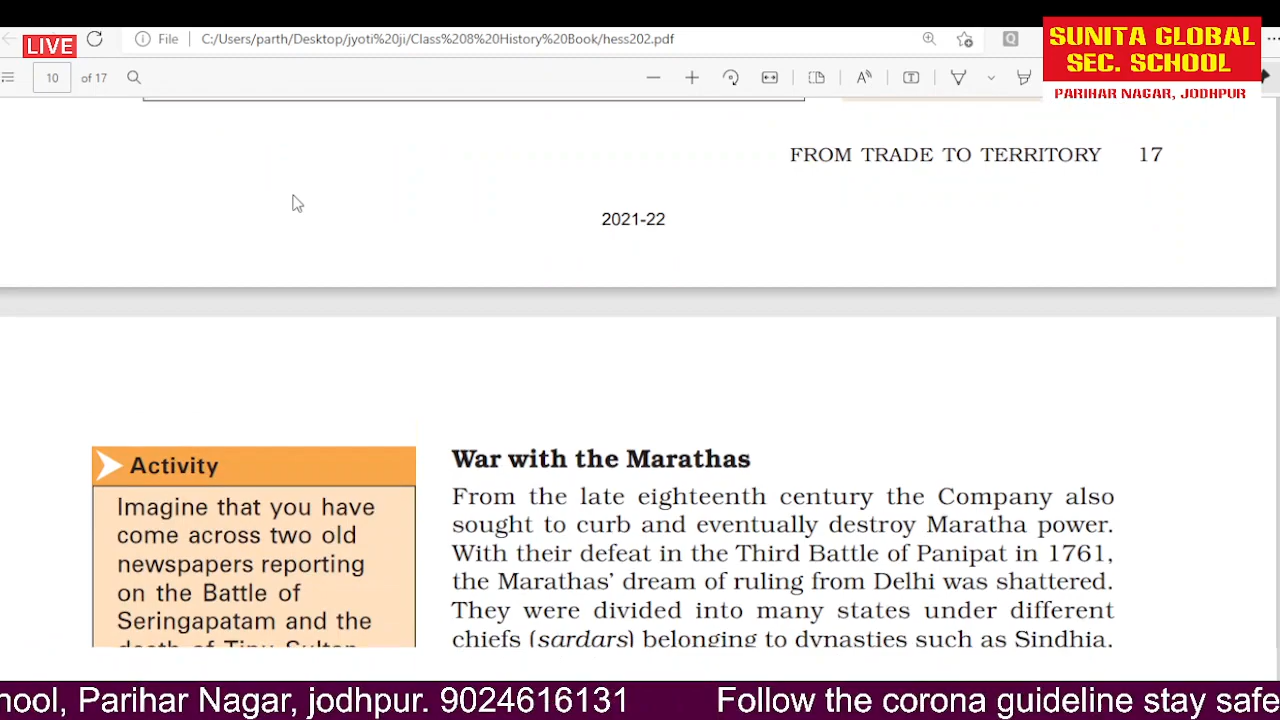 LIVE
File
C:/Users/parth/Desktop/jyoti%20ji/Class%208%20History%20Book/hess202.pdf
SUNITA GLOBAL
SEC. SCHOOL
PARIHAR NAGAR, JODHPUR
10 of 17
FROM TRADE TO TERRITORY 17
2021-22
Activity
Imagine that you have
come across two old
newspapers reporting
on the Battle of
Seringapatam and the
death of Tipu Sultan
War with the Marathas
From the late eighteenth century the Company also
sought to curb and eventually destroy Maratha power.
With their defeat in the Third Battle of Panipat in 1761,
the Marathas’ dream of ruling from Delhi was shattered.
They were divided into many states under different
chiefs (sardars) belonging to dynasties such as Sindhia,
hool, Parihar Nagar, jodhpur. 9024616131 Follow the corona guideline stay safe